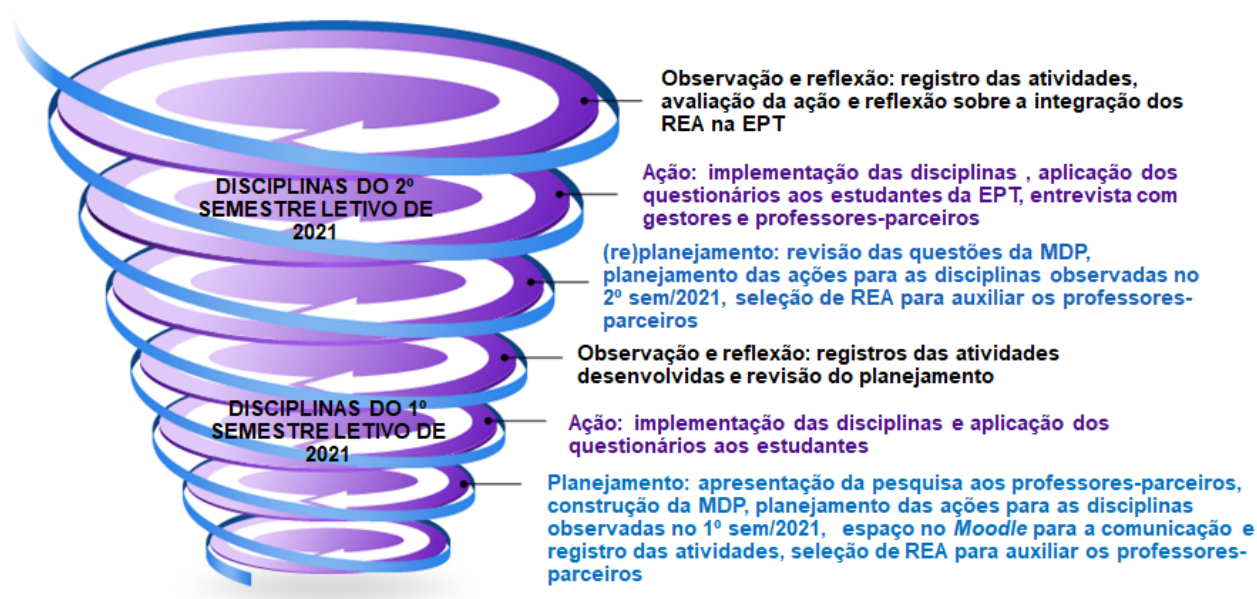 Observação e reflexão: registro das atividades,
avaliação da ação e reflexão sobre a integração dos
REA na EPT
Ação: implementação das disciplinas , aplicação dos
questionários aos estudantes da EPT, entrevista com
gestores e professores-parceiros
DISCIPLINAS DO 2º
SEMESTRE LETIVO DE
2021
(re)planejamento: revisão das questões da MDP,
planejamento das ações para as disciplinas observadas no
2º sem/2021, seleção de REA para auxiliar os professores-
parceiros
Observação e reflexão: registros das atividades
desenvolvidas e revisão do planejamento
DISCIPLINAS DO 1º
SEMESTRE LETIVO DE
2021
Ação: implementação das disciplinas e aplicação dos
questionários aos estudantes
Planejamento: apresentação da pesquisa aos professores-parceiros,
construção da MDP, planejamento das ações para as disciplinas
observadas no 1º sem/2021, espaço no Moodle para a comunicação e
registro das atividades, seleção de REA para auxiliar os professores-
parceiros